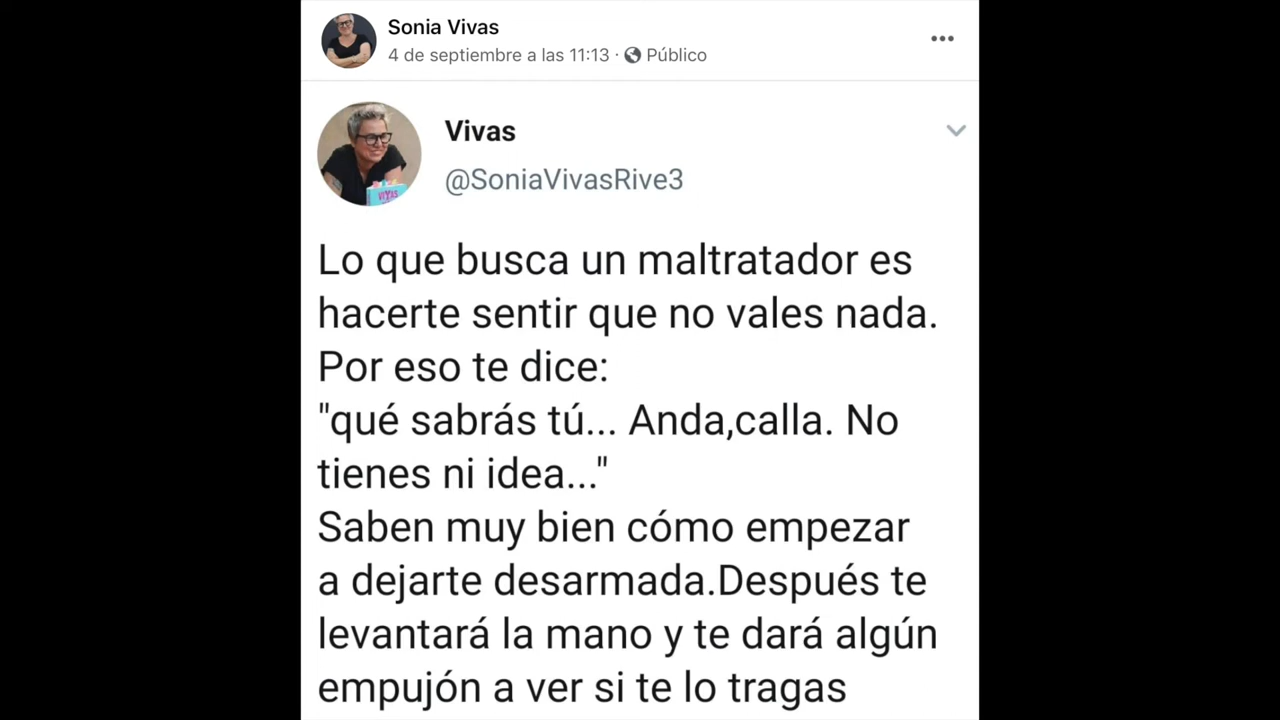 Sonia Vivas
4 de septiembre a las 11:13 · Público
Vivas
@SoniaVivasRive3
VIVAS
Lo que busca un maltratador es
hacerte sentir que no vales nada.
Por eso te dice:
"qué sabrás tú... Anda,calla. No
tienes ni idea..."
Saben muy bien cómo empezar
a dejarte desarmada.Después te
levantará la mano y te dará algún
empujón a ver si te lo tragas